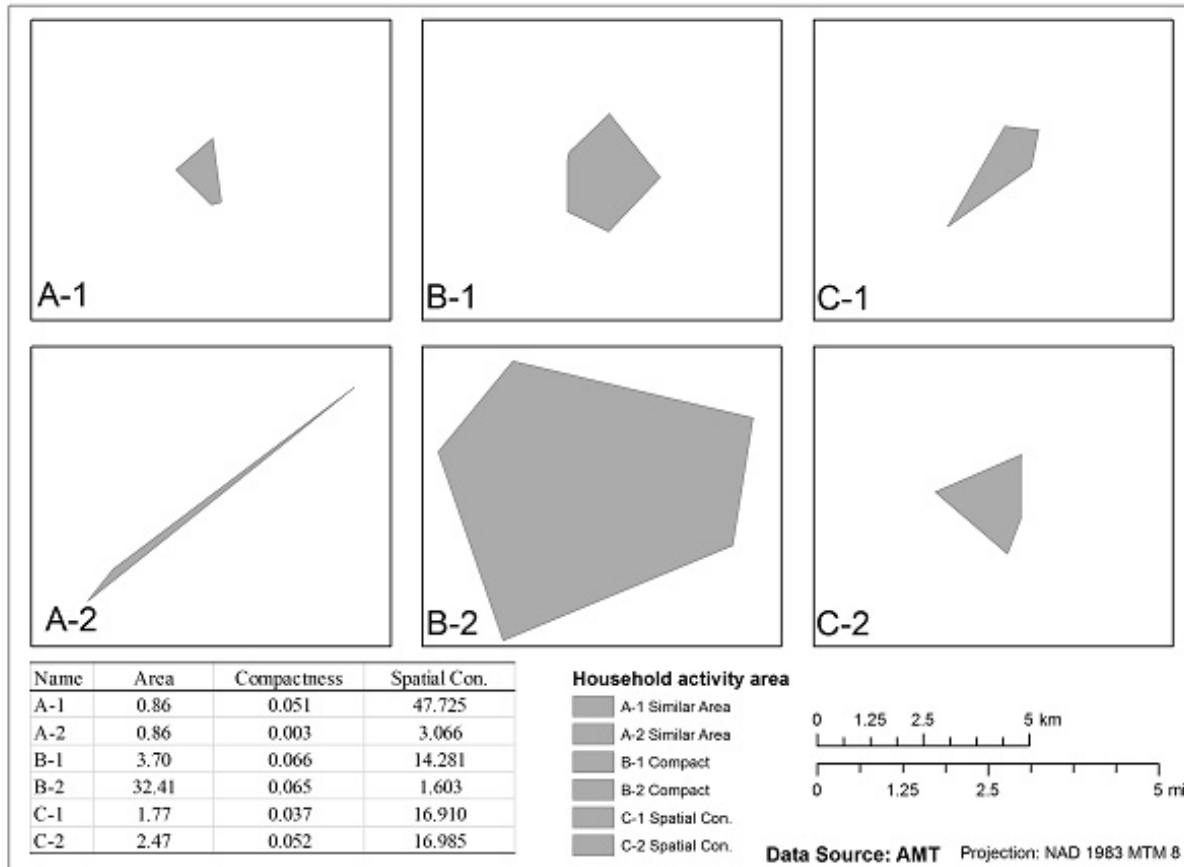 A-1
B-1
C-1
A-2
B-2
C-2
Name Area Compactness Spatial Con.
A-1 0.86 0.051 47.725
A-2 0.86 0.003 3.066
B-1 3.70 0.066 14.281
B-2 32.41 0.065 1.603
C-1 1.77 0.037 16.910
C-2 2.47 0.052 16.985
Household activity area
A-1 Similar Area
A-2 Similar Area
B-1 Compact
B-2 Compact
C-1 Spatial Con.
C-2 Spatial Con.
0 1.25 2.5 5 km
0 1.25 2.5 5 mi
Data Source: AMT Projection: NAD 1983 MTM 8